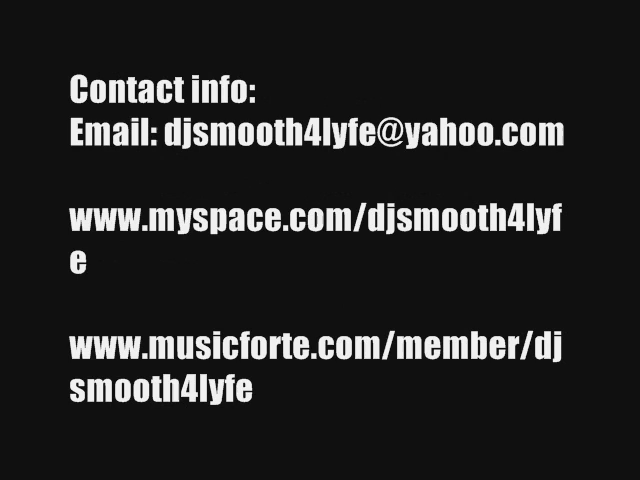 Contact info:
Email: djsmooth4lyfe@yahoo.com
www.myspace.com/djsmooth4lyf
e
www.musicforte.com/member/dj
smooth4lyfe